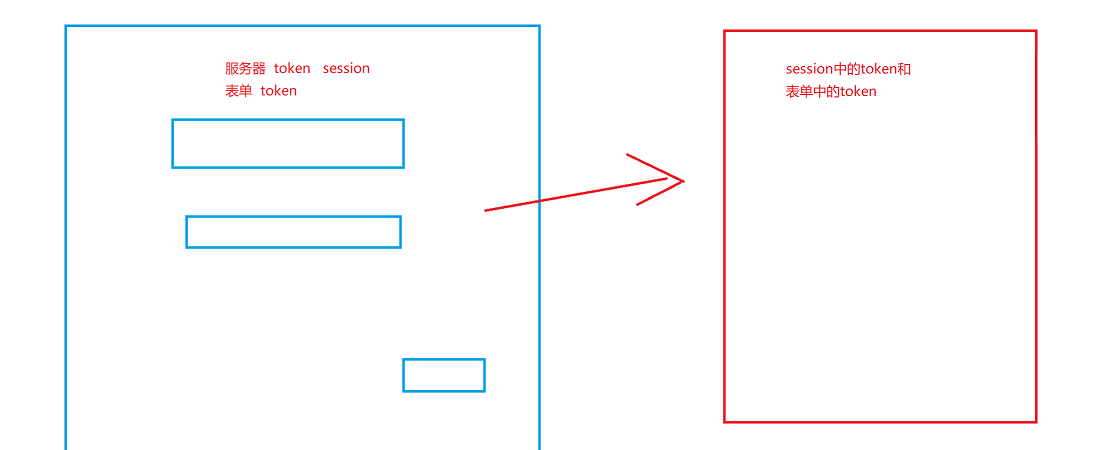 服务器 token session
表单 token
session中的token和
表单中的token